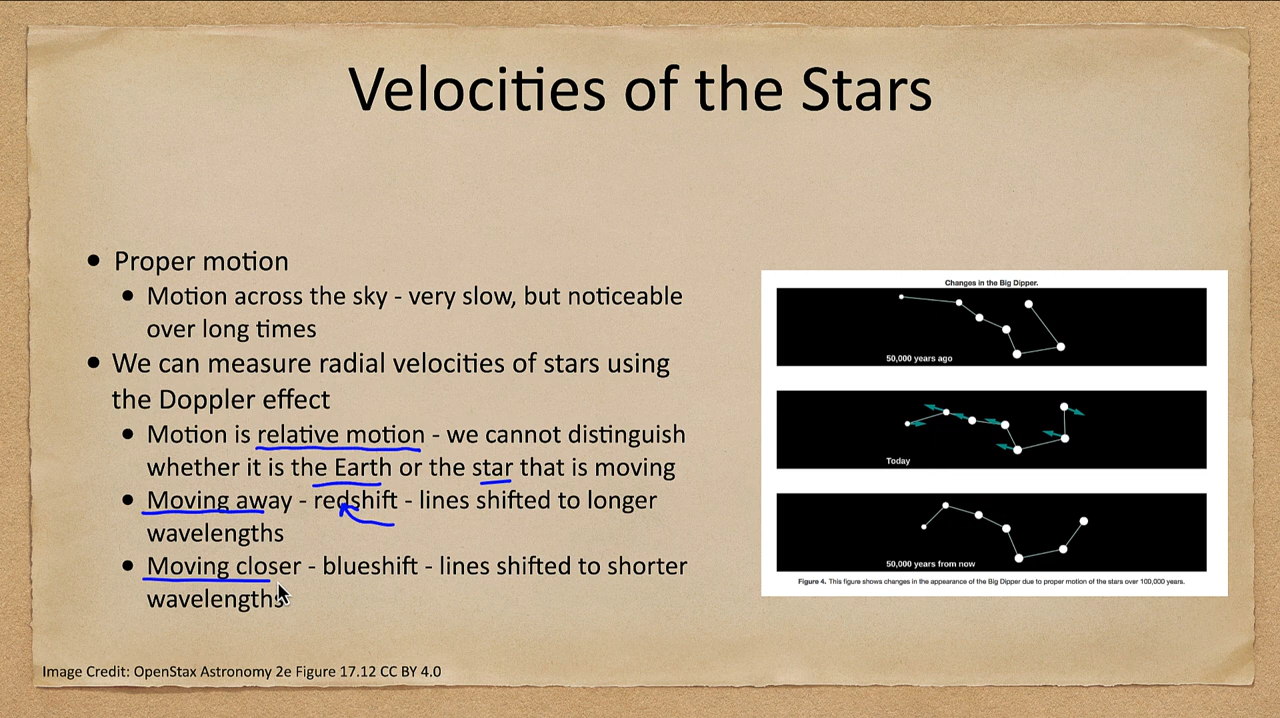 Velocities of the Stars
• Proper motion
• Motion across the sky - very slow, but noticeable
over long times
• We can measure radial velocities of stars using
the Doppler effect
• Motion is relative motion - we cannot distinguish
whether it is the Earth or the star that is moving
• Moving away - redshift - lines shifted to longer
wavelengths
• Moving closer - blueshift - lines shifted to shorter
wavelengths
Changes in the Big Dipper.
50,000 years ago
Today
50,000 years from now
Figure 4. This figure shows changes in the appearance of the Big Dipper due to proper motion of the stars over 100,000 years.
Image Credit: OpenStax Astronomy 2e Figure 17.12 CC BY 4.0